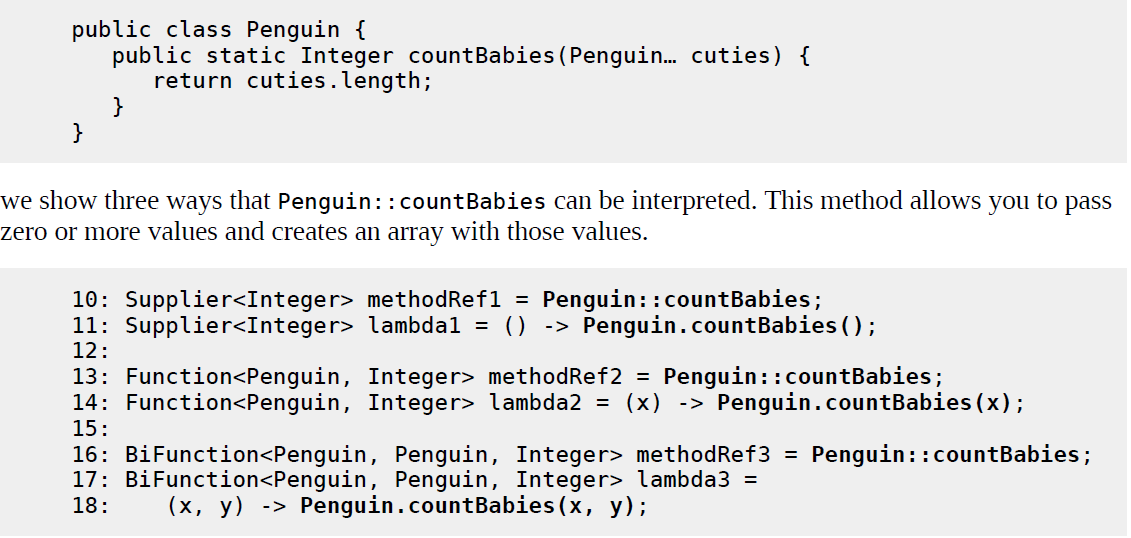 public class Penguin {
   public static Integer countBabies(Penguin… cuties) {
      return cuties.length;
   }
}
we show three ways that Penguin::countBabies can be interpreted. This method allows you to pass
zero or more values and creates an array with those values.
10: Supplier<Integer> methodRef1 = Penguin::countBabies;
11: Supplier<Integer> lambda1 = () -> Penguin.countBabies();
12:
13: Function<Penguin, Integer> methodRef2 = Penguin::countBabies;
14: Function<Penguin, Integer> lambda2 = (x) -> Penguin.countBabies(x);
15:
16: BiFunction<Penguin, Penguin, Integer> methodRef3 = Penguin::countBabies;
17: BiFunction<Penguin, Penguin, Integer> lambda3 =
18:    (x, y) -> Penguin.countBabies(x, y);